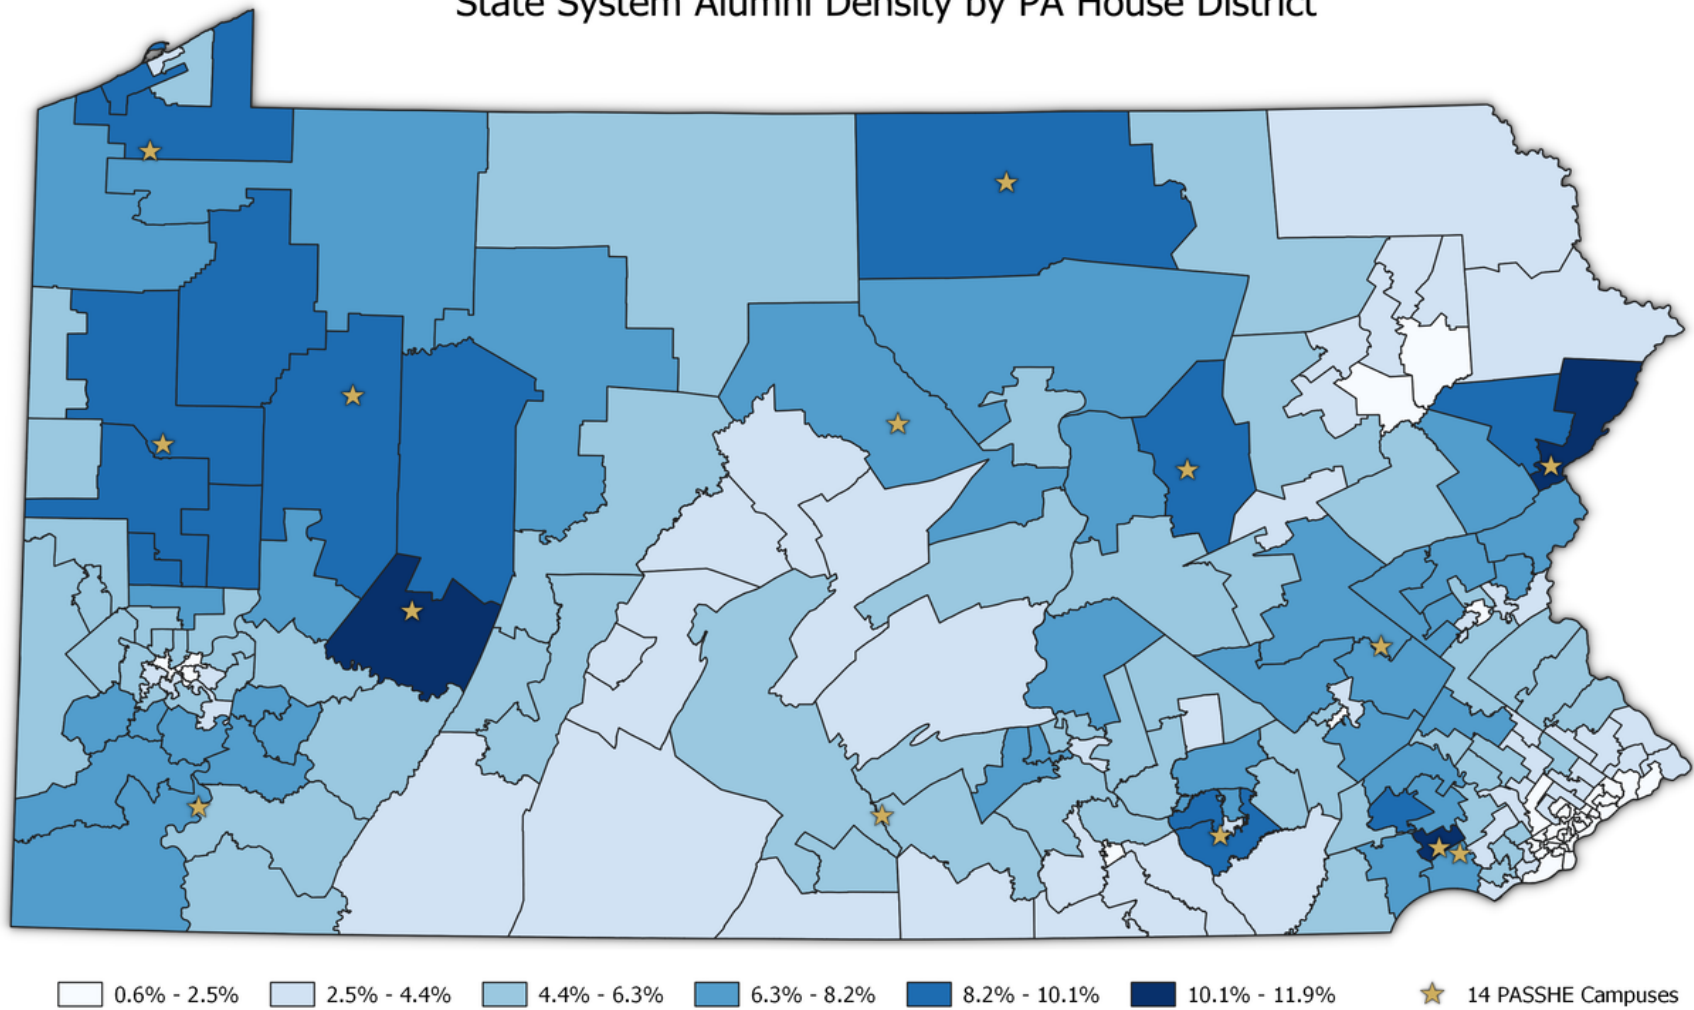 State System Alumni Density by PA House District
0.6% - 2.5% 2.5% - 4.4% 4.4% - 6.3% 6.3% - 8.2% 8.2% - 10.1% 10.1% - 11.9% 14 PASSHE Campuses